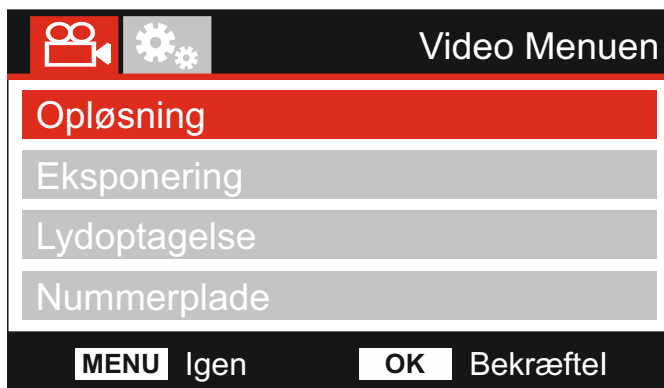 Video Menuen
Opløsning
Eksponering
Lydoptagelse
Nummerplade
MENU Igen OK Bekræftel